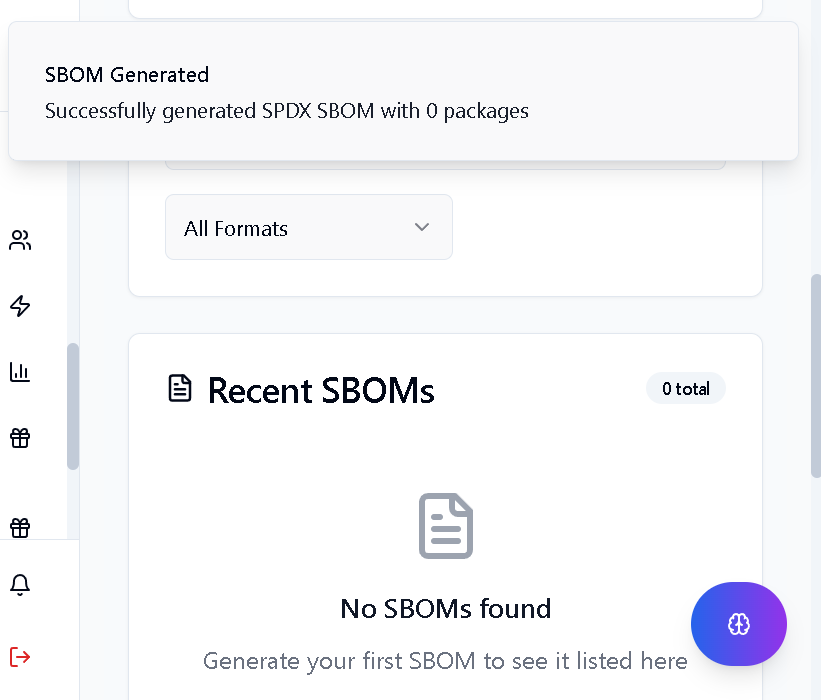 SBOM Generated
Successfully generated SPDX SBOM with 0 packages
All Formats
Recent SBOMs
0 total
No SBOMs found
Generate your first SBOM to see it listed here